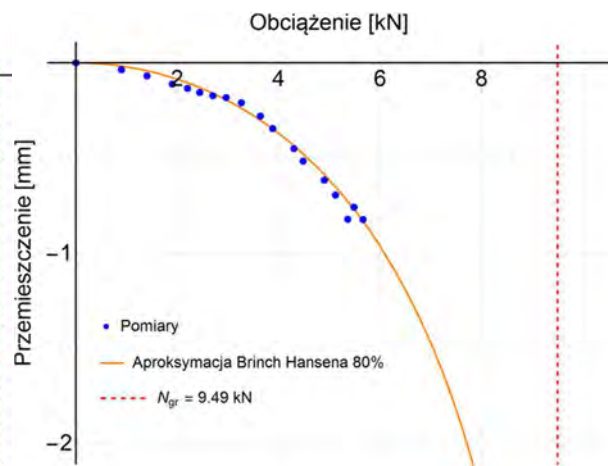 Obciążenie [kN]
2 4 6 8
Przemieszczenie [mm]
−1
−2
Pomiary
Aproksymacja Brinch Hansena 80%
Ngr = 9.49 kN